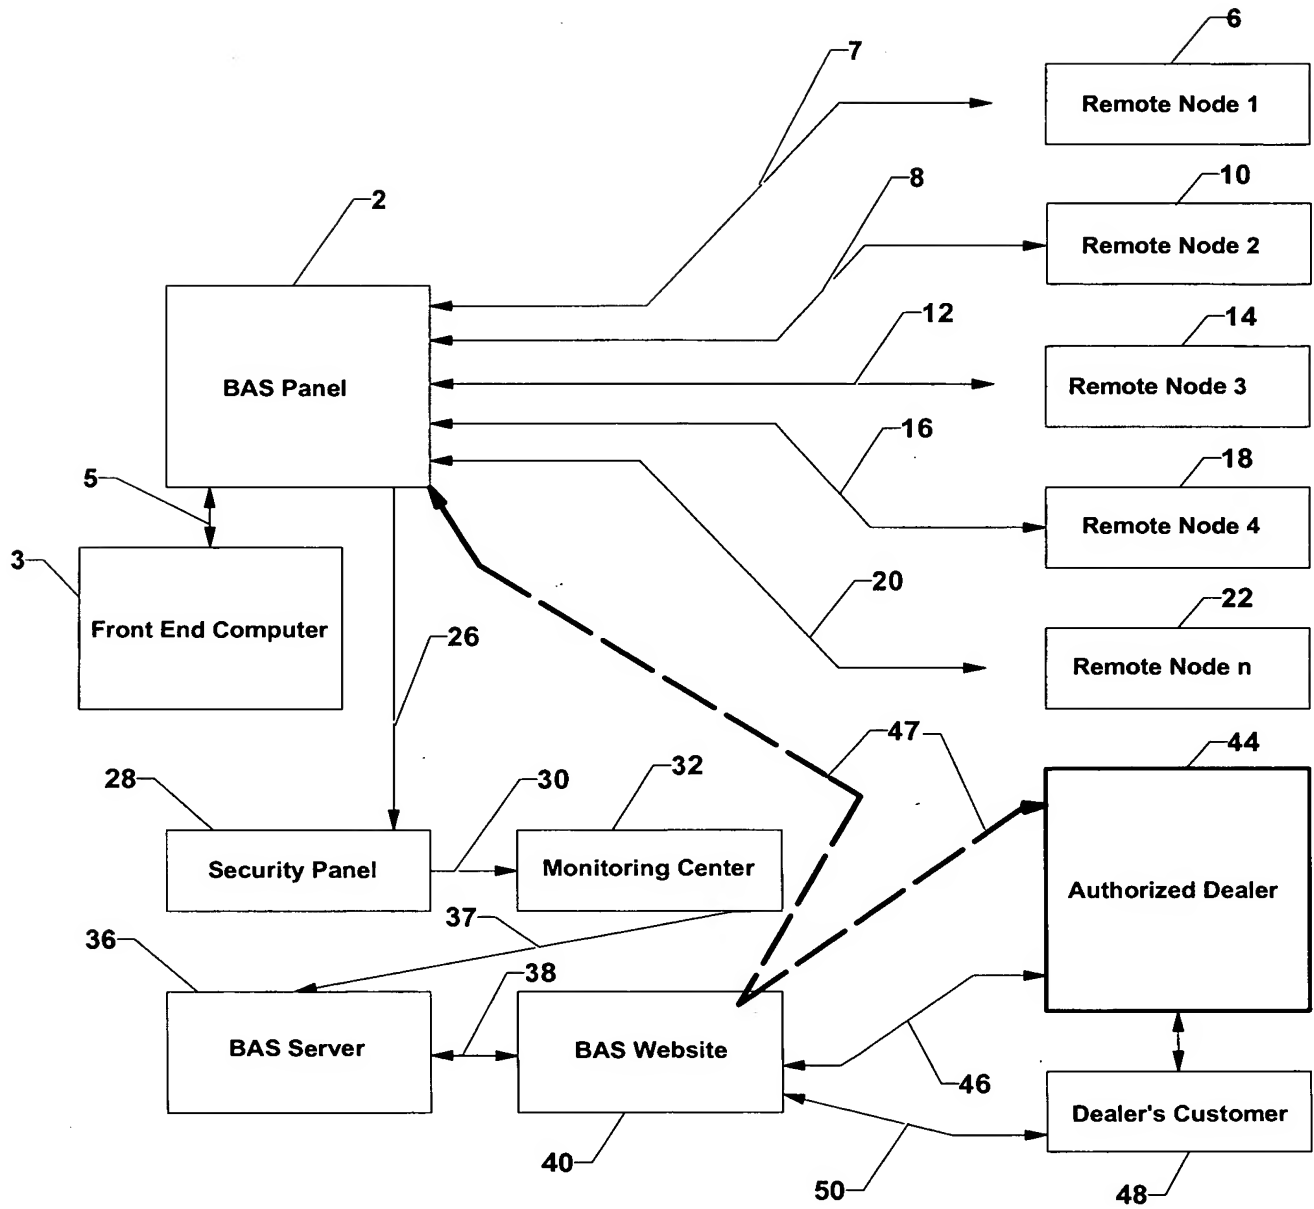 6
7
Remote Node 1
8
10
2
Remote Node 2
12
14
BAS Panel
Remote Node 3
16
18
5
Remote Node 4
3
20
22
Front End Computer
26
Remote Node n
47
44
28
30
32
Security Panel
Monitoring Center
Authorized Dealer
37
36
38
BAS Server
BAS Website
46
Dealer's Customer
40
50
48